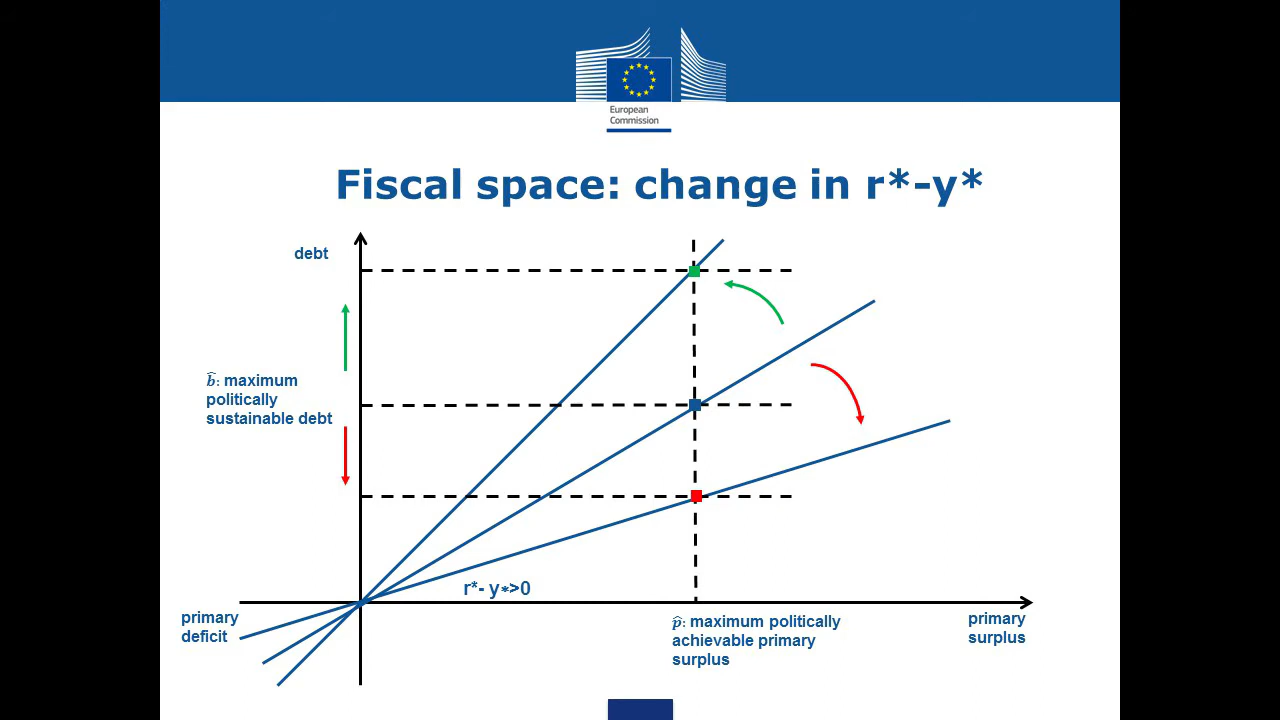 European
Commission
Fiscal space: change in r*-y*
debt
b̂: maximum
politically
sustainable debt
r*- y*>0
primary
deficit
p̂: maximum politically
achievable primary
surplus
primary
surplus